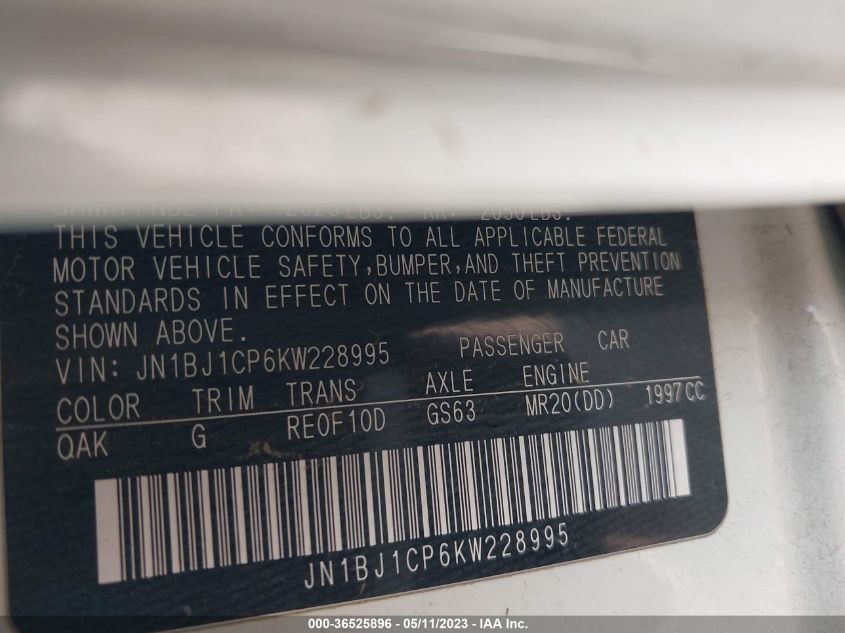 2050 LBS.
THIS VEHICLE CONFORMS TO ALL APPLICABLE FEDERAL
MOTOR VEHICLE SAFETY, BUMPER, AND THEFT PREVENTION
STANDARDS IN EFFECT ON THE DATE OF MANUFACTURE
SHOWN ABOVE.
VIN: JN1BJ1CP6KW228995 PASSENGER CAR
COLOR TRIM TRANS AXLE ENGINE
QAK G RE0F10D GS63 MR20(DD) 1997CC
JN1BJ1CP6KW228995
000-36525896 - 05/11/2023 - IAA Inc.